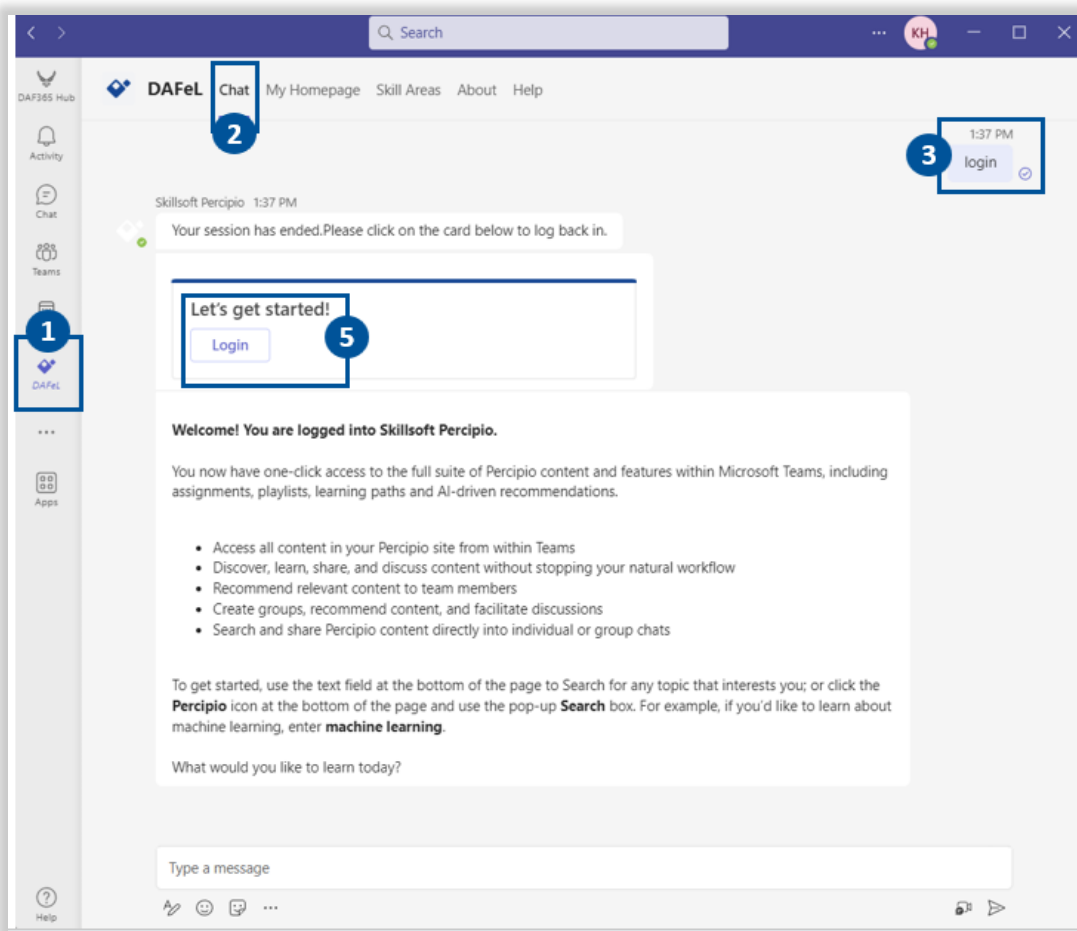 Search
KH
DAF365 Hub
Activity
Chat
Teams
1
DAFeL
Apps
Help
DAFeL Chat My Homepage Skill Areas About Help
2
1:37 PM
3
login
Skillsoft Percipio 1:37 PM
Your session has ended.Please click on the card below to log back in.
Let's get started!
Login
5
Welcome! You are logged into Skillsoft Percipio.
You now have one-click access to the full suite of Percipio content and features within Microsoft Teams, including
assignments, playlists, learning paths and AI-driven recommendations.
• Access all content in your Percipio site from within Teams
• Discover, learn, share, and discuss content without stopping your natural workflow
• Recommend relevant content to team members
• Create groups, recommend content, and facilitate discussions
• Search and share Percipio content directly into individual or group chats
To get started, use the text field at the bottom of the page to Search for any topic that interests you; or click the
Percipio icon at the bottom of the page and use the pop-up Search box. For example, if you'd like to learn about
machine learning, enter machine learning.
What would you like to learn today?
Type a message